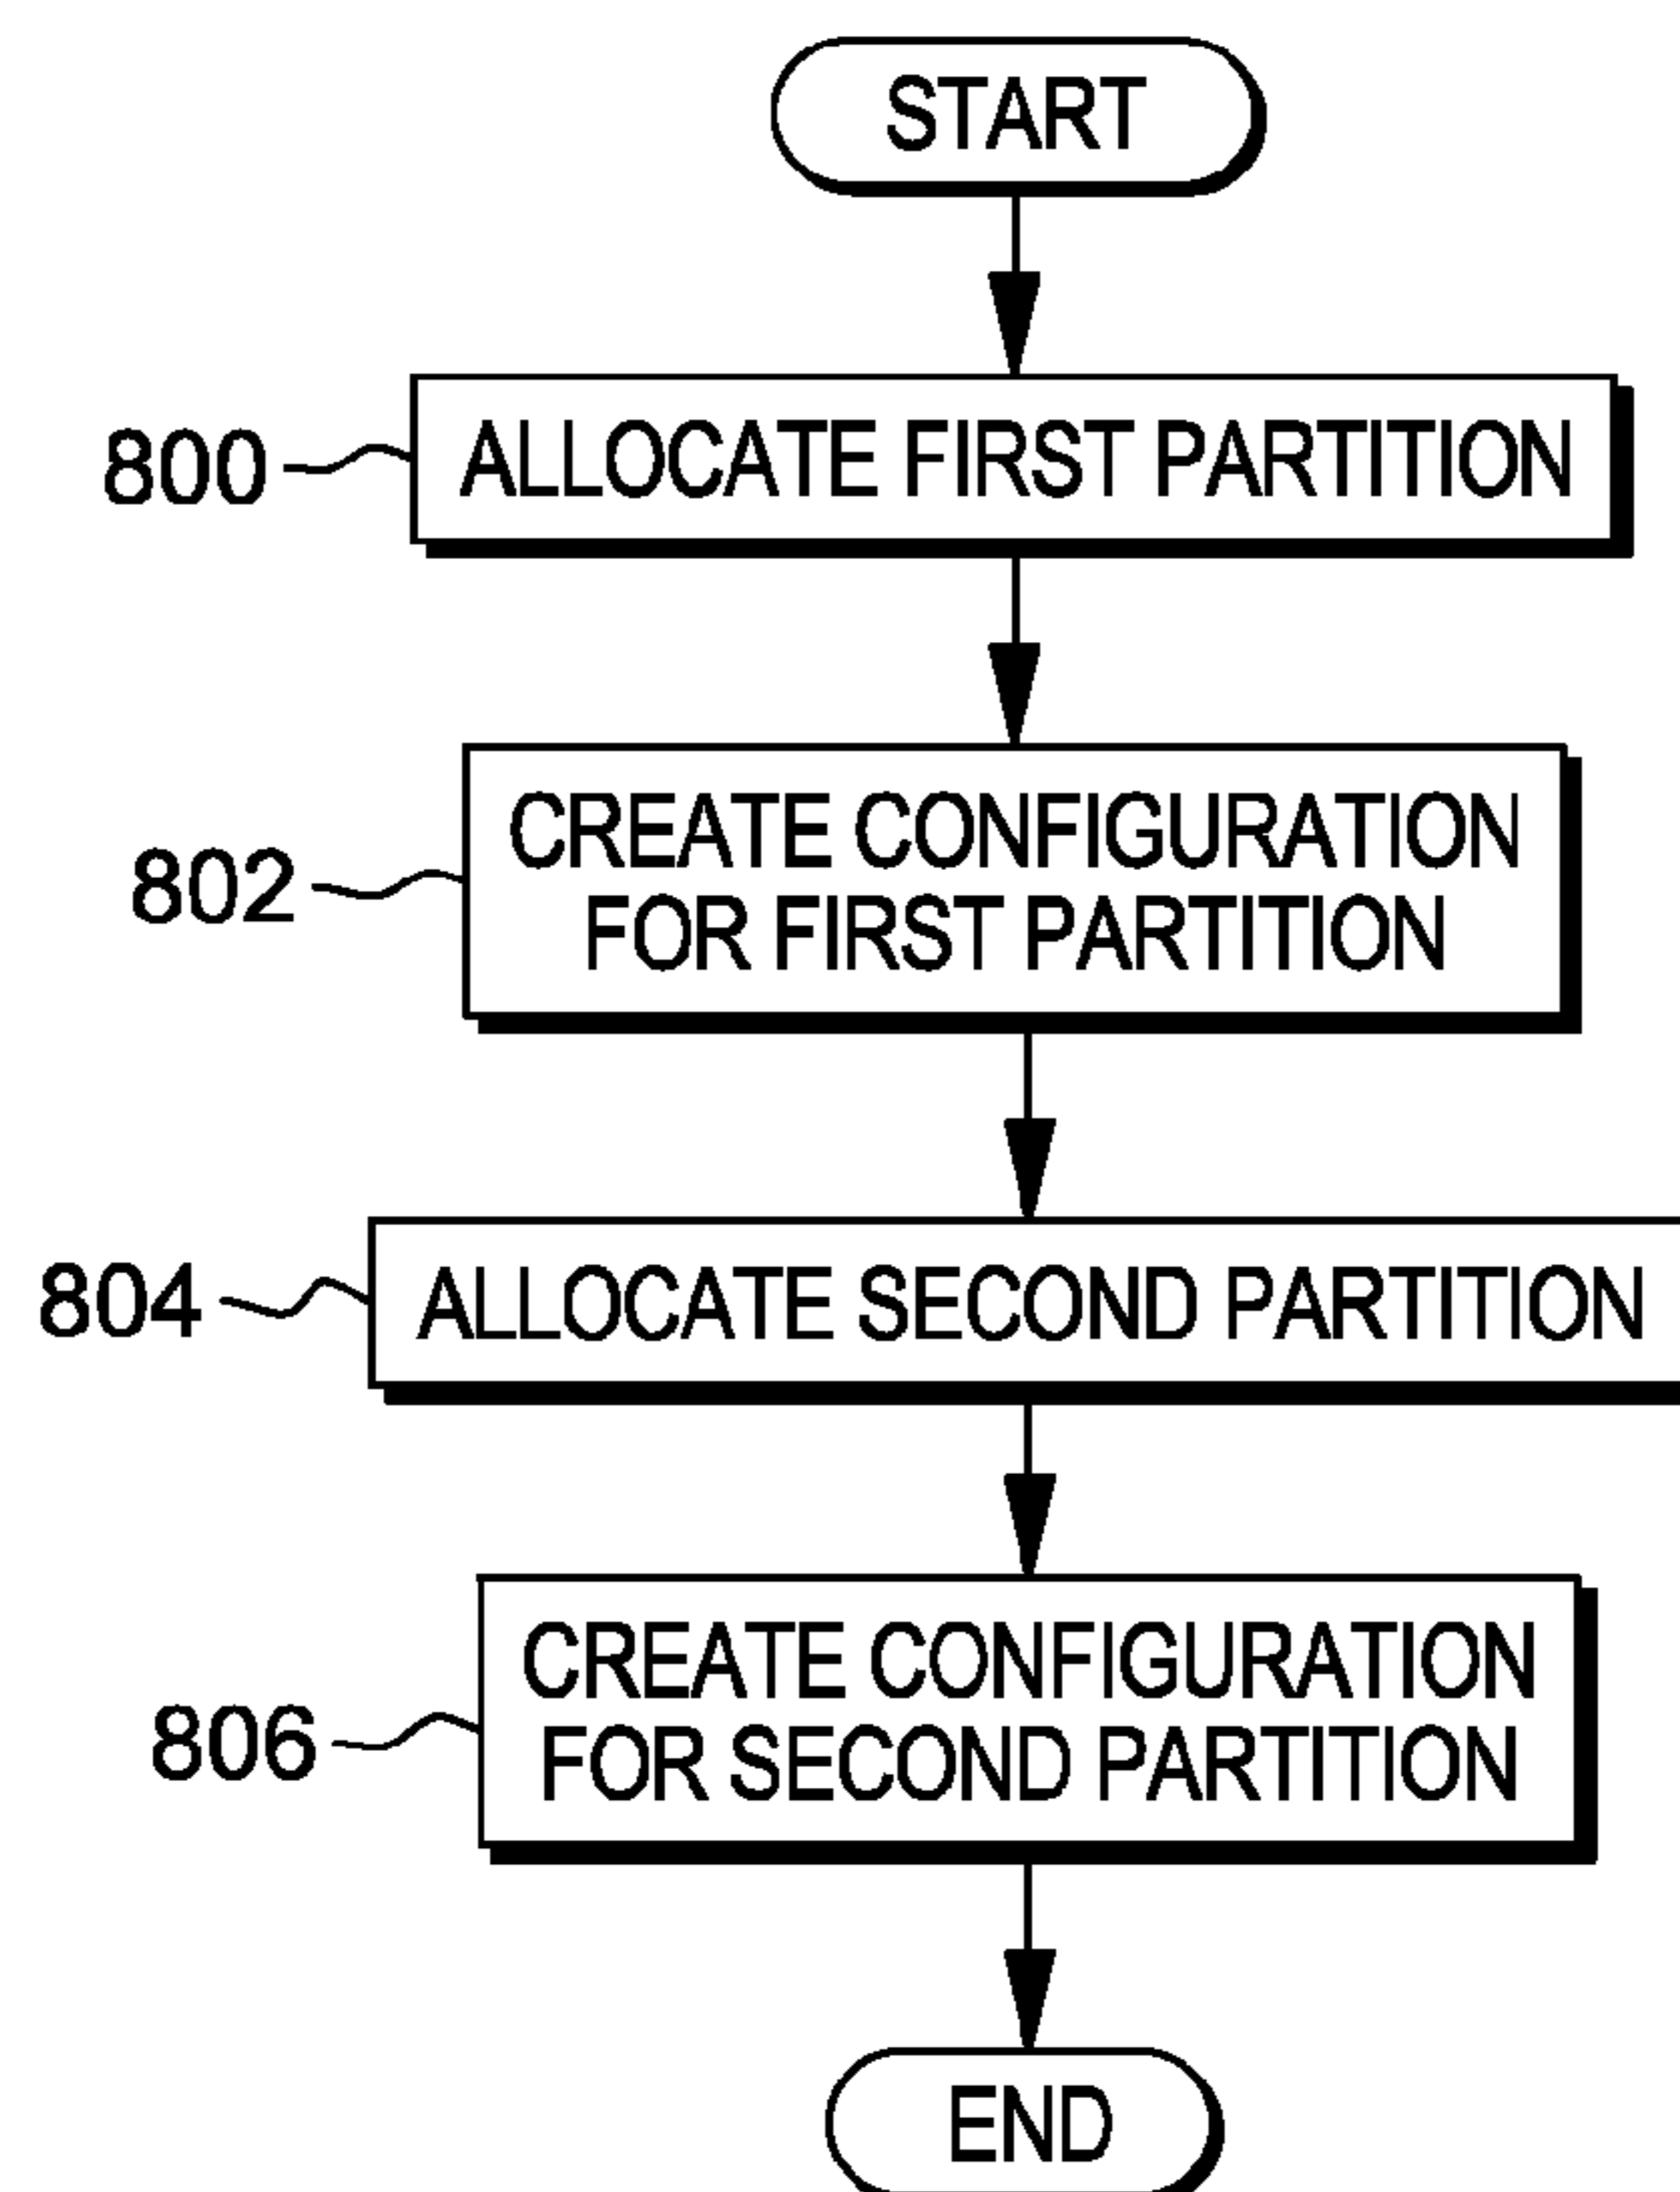 START
800
ALLOCATE FIRST PARTITION
802
CREATE CONFIGURATION
FOR FIRST PARTITION
804
ALLOCATE SECOND PARTITION
806
CREATE CONFIGURATION
FOR SECOND PARTITION
END